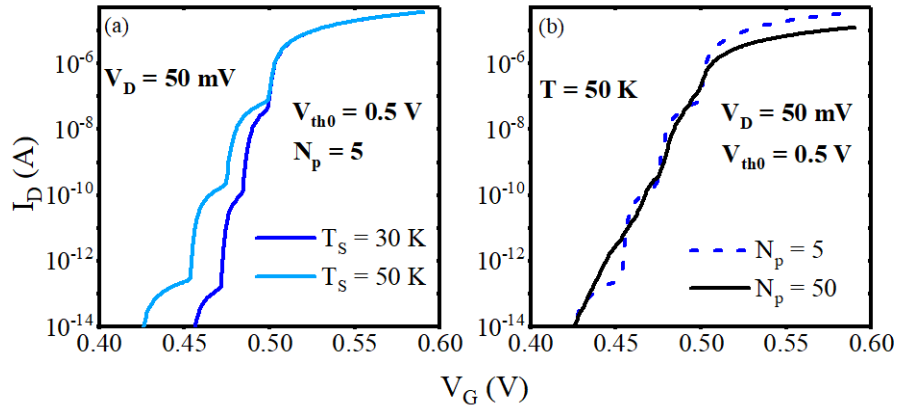 (a)
V_D = 50 mV
V_th0 = 0.5 V
N_p = 5
T_S = 30 K
T_S = 50 K
10^-6
10^-8
10^-10
10^-12
10^-14
I_D (A)
0.40
0.45
0.50
0.55
0.60
(b)
T = 50 K
V_D = 50 mV
V_th0 = 0.5 V
N_p = 5
N_p = 50
10^-6
10^-8
10^-10
10^-12
10^-14
0.40
0.45
0.50
0.55
0.60
V_G (V)